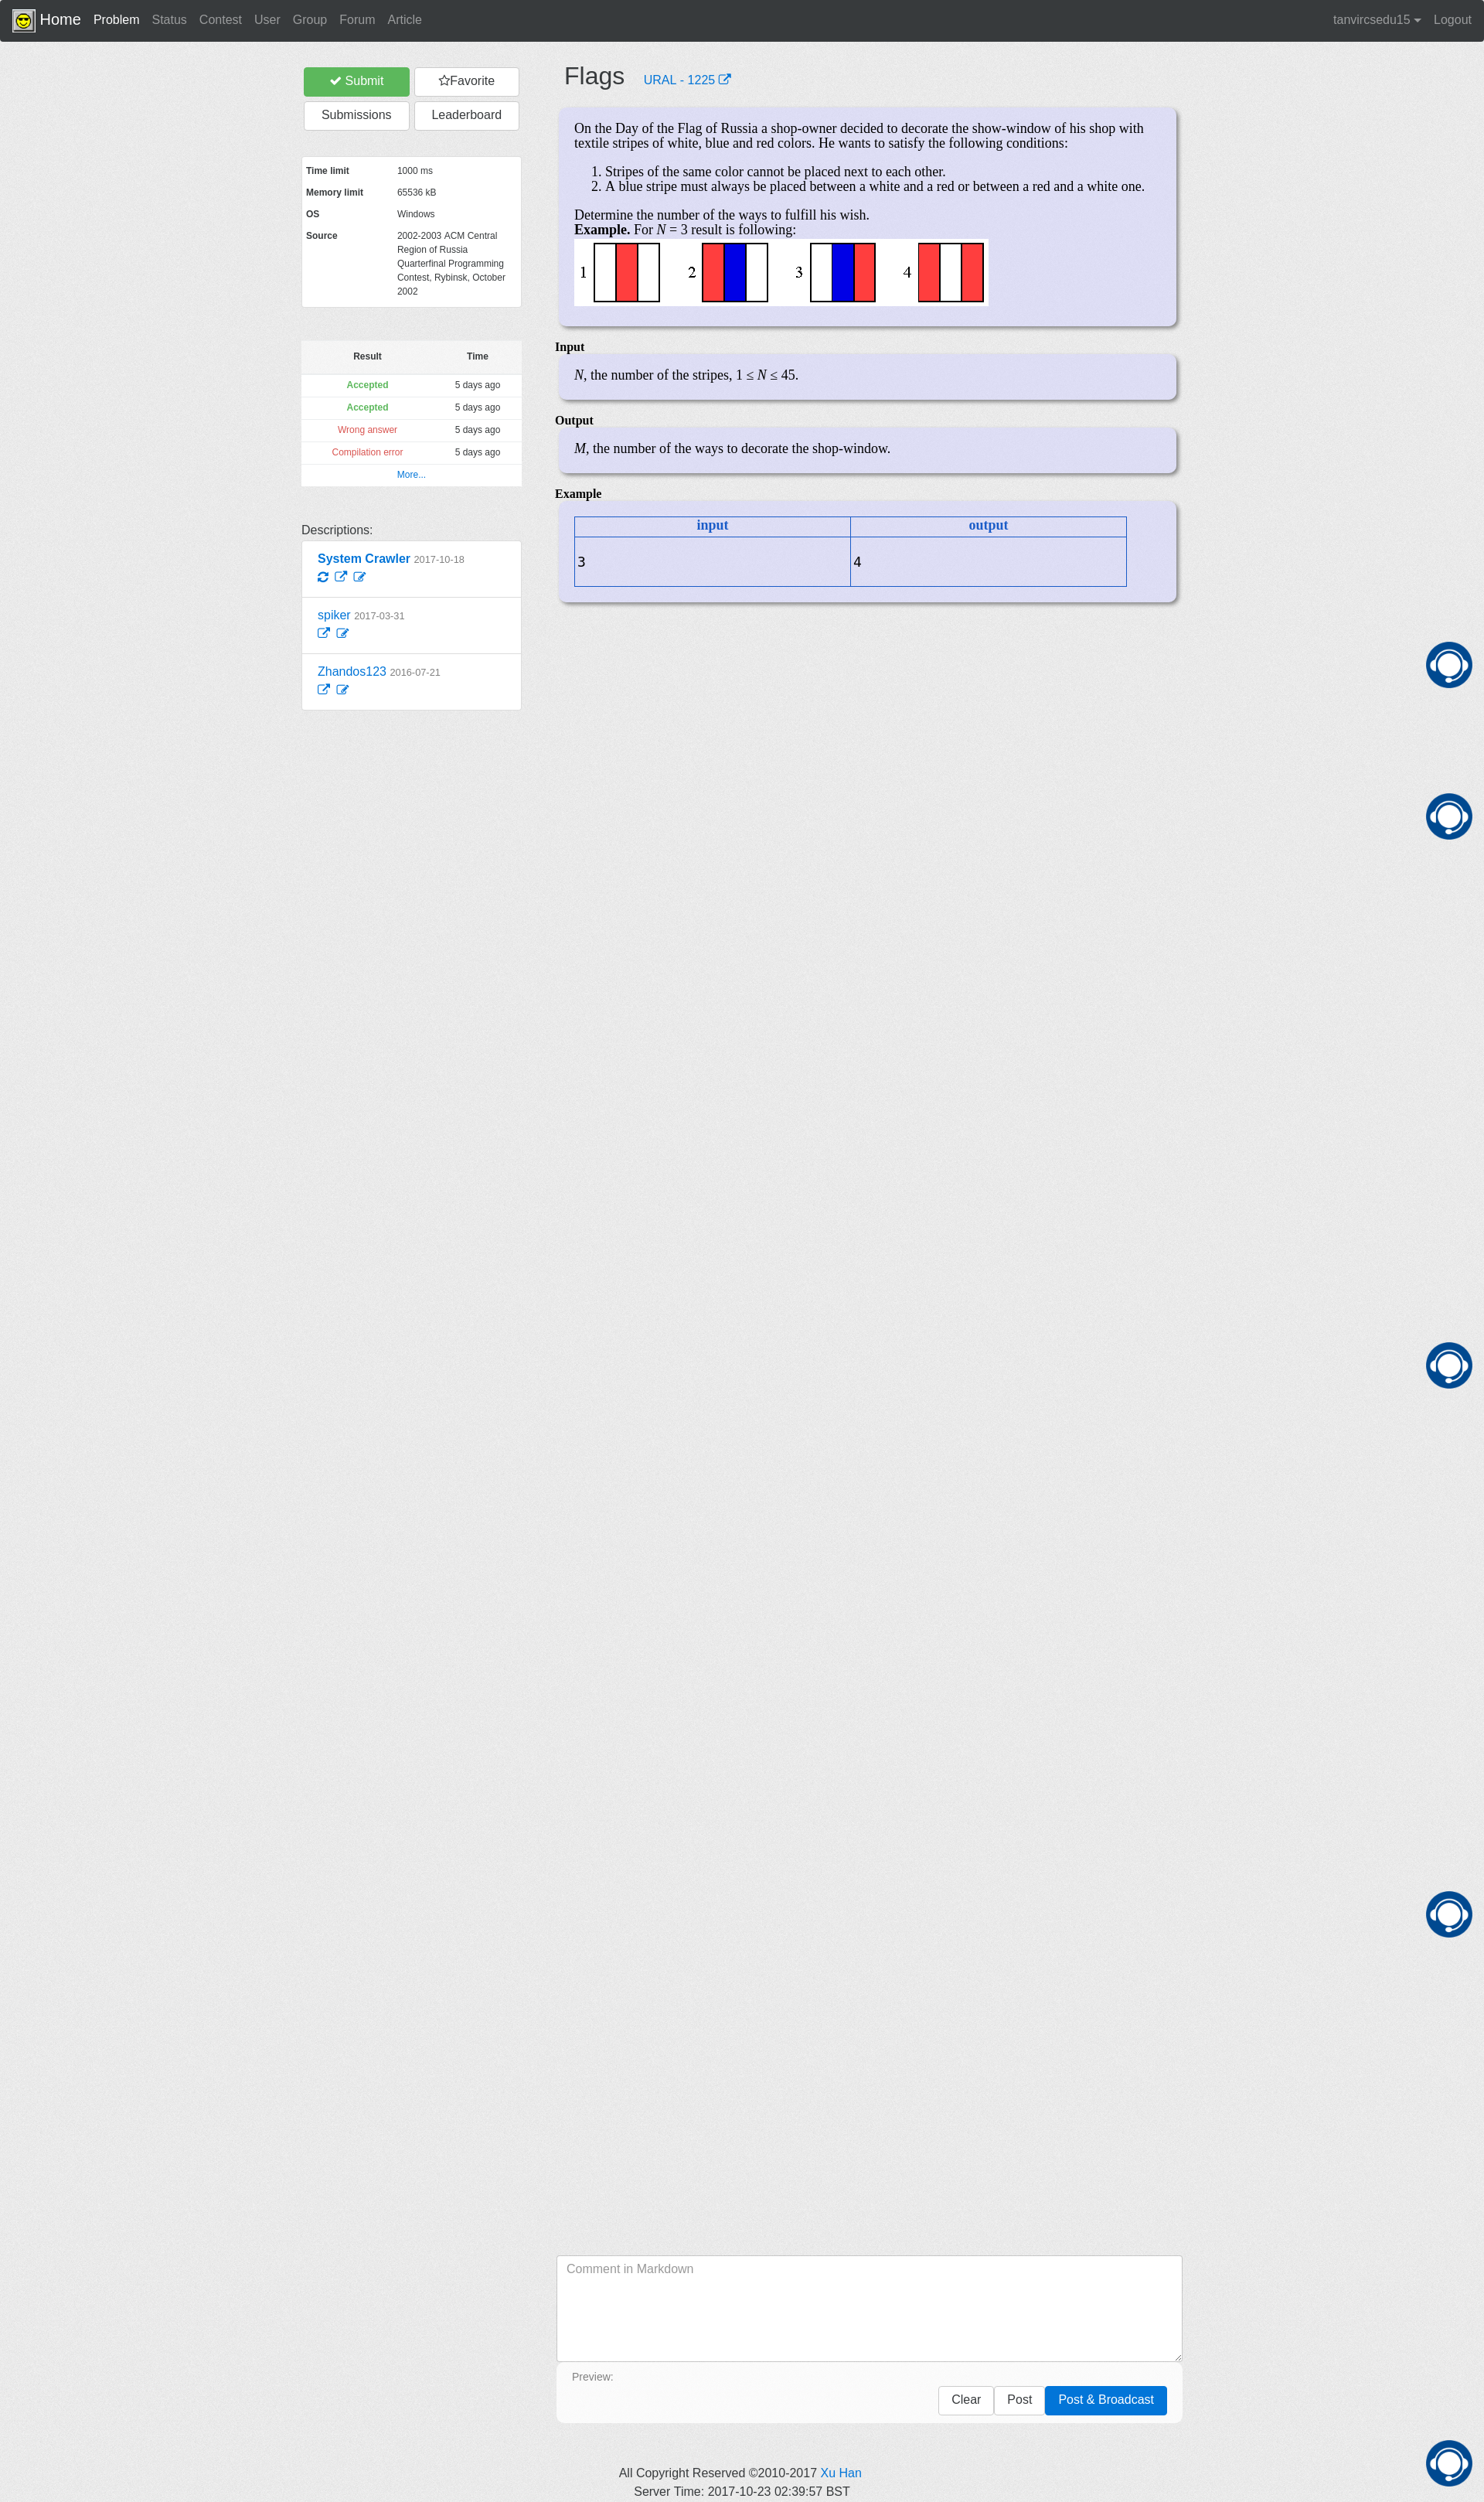 Home Problem Status Contest User Group Forum Article tanvircsedu15 Logout
Submit Favorite
Submissions Leaderboard
Time limit 1000 ms
Memory limit 65536 kB
OS Windows
Source 2002-2003 ACM Central
Region of Russia
Quarterfinal Programming
Contest, Rybinsk, October
2002
Result Time
Accepted 5 days ago
Accepted 5 days ago
Wrong answer 5 days ago
Compilation error 5 days ago
More...
Descriptions:
System Crawler 2017-10-18
spiker 2017-03-31
Zhandos123 2016-07-21
Flags URAL - 1225
On the Day of the Flag of Russia a shop-owner decided to decorate the show-window of his shop with
textile stripes of white, blue and red colors. He wants to satisfy the following conditions:
1. Stripes of the same color cannot be placed next to each other.
2. A blue stripe must always be placed between a white and a red or between a red and a white one.
Determine the number of the ways to fulfill his wish.
Example. For N = 3 result is following:
1 2 3 4
Input
N, the number of the stripes, 1 ≤ N ≤ 45.
Output
M, the number of the ways to decorate the shop-window.
Example
input output
3 4
Comment in Markdown
Preview:
Clear Post Post & Broadcast
All Copyright Reserved ©2010-2017 Xu Han
Server Time: 2017-10-23 02:39:57 BST